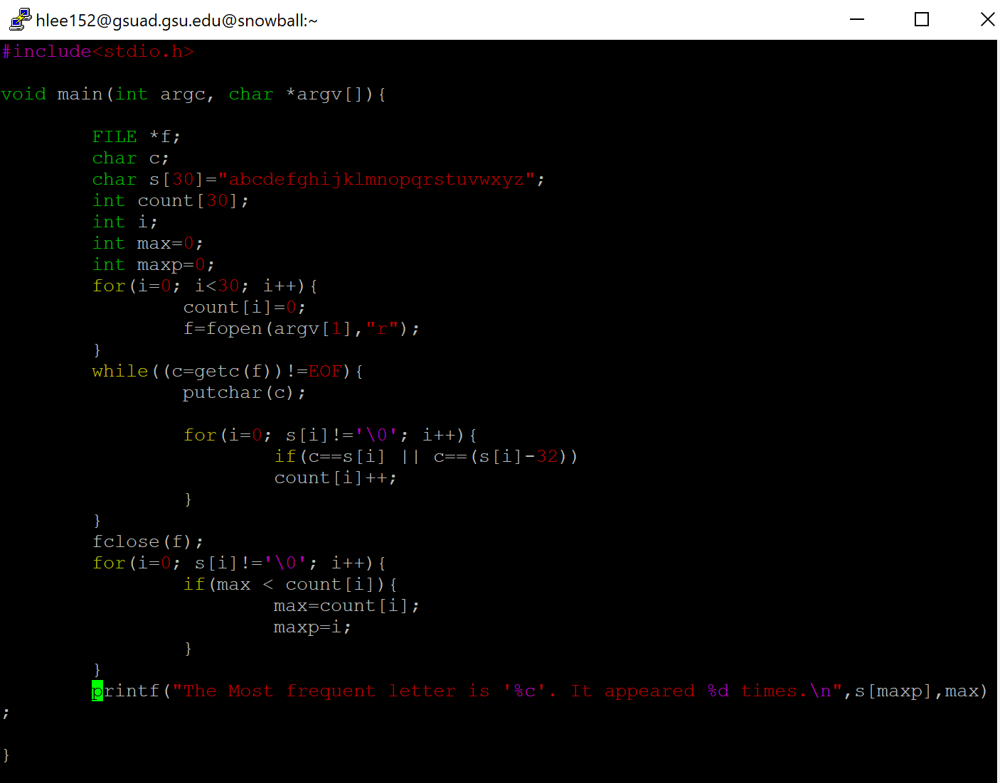 hlee152@gsuad.gsu.edu@snowball:~
#include<stdio.h>
void main(int argc, char *argv[]){
FILE *f;
char c;
char s[30]="abcdefghijklmnopqrstuvwxyz";
int count[30];
int i;
int max=0;
int maxp=0;
for(i=0; i<30; i++){
count[i]=0;
f=fopen(argv[1],"r");
}
while((c=getc(f))!=EOF){
putchar(c);
for(i=0; s[i]!='\0'; i++){
if(c==s[i] || c==(s[i]-32))
count[i]++;
}
}
fclose(f);
for(i=0; s[i]!='\0'; i++){
if(max < count[i]){
max=count[i];
maxp=i;
}
}
printf("The Most frequent letter is '%c'. It appeared %d times.\n",s[maxp],max)
;
}